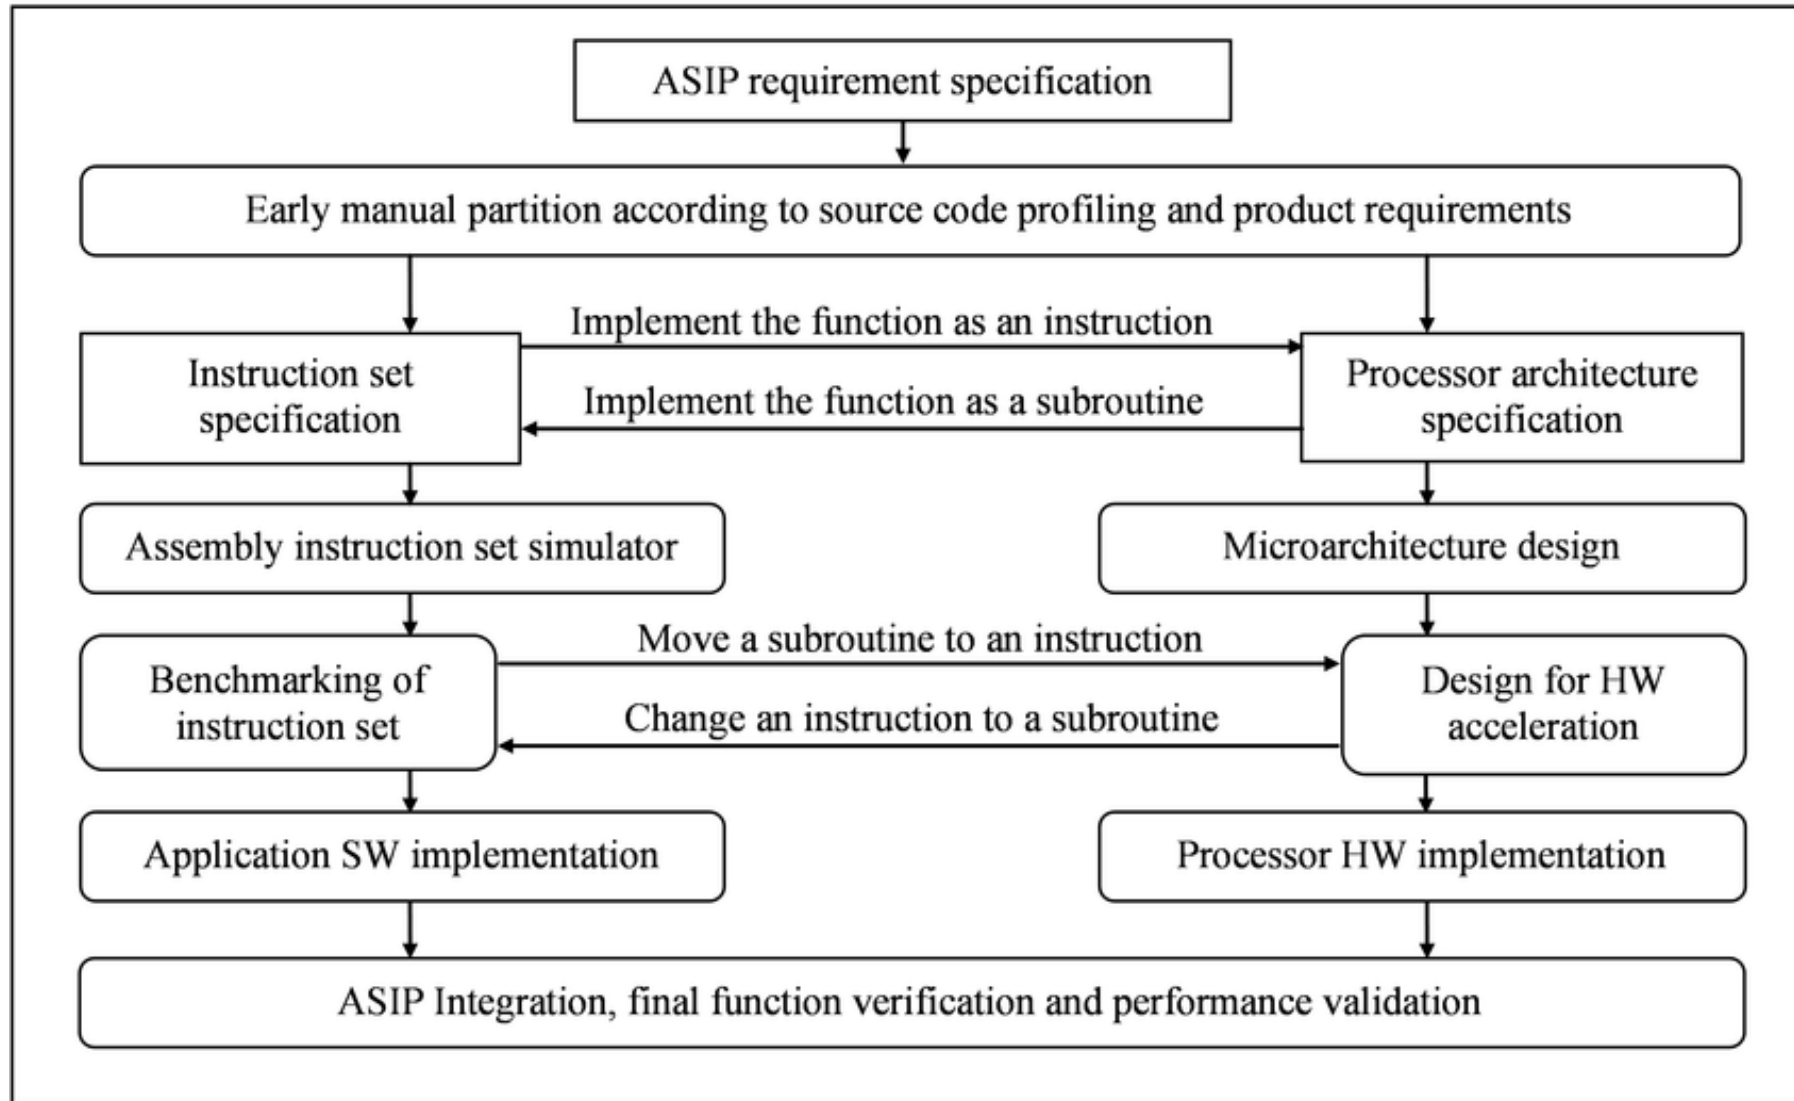 ASIP requirement specification
Early manual partition according to source code profiling and product requirements
Implement the function as an instruction
Instruction set
specification
Processor architecture
specification
Implement the function as a subroutine
Assembly instruction set simulator
Microarchitecture design
Move a subroutine to an instruction
Benchmarking of
instruction set
Design for HW
acceleration
Change an instruction to a subroutine
Application SW implementation
Processor HW implementation
ASIP Integration, final function verification and performance validation